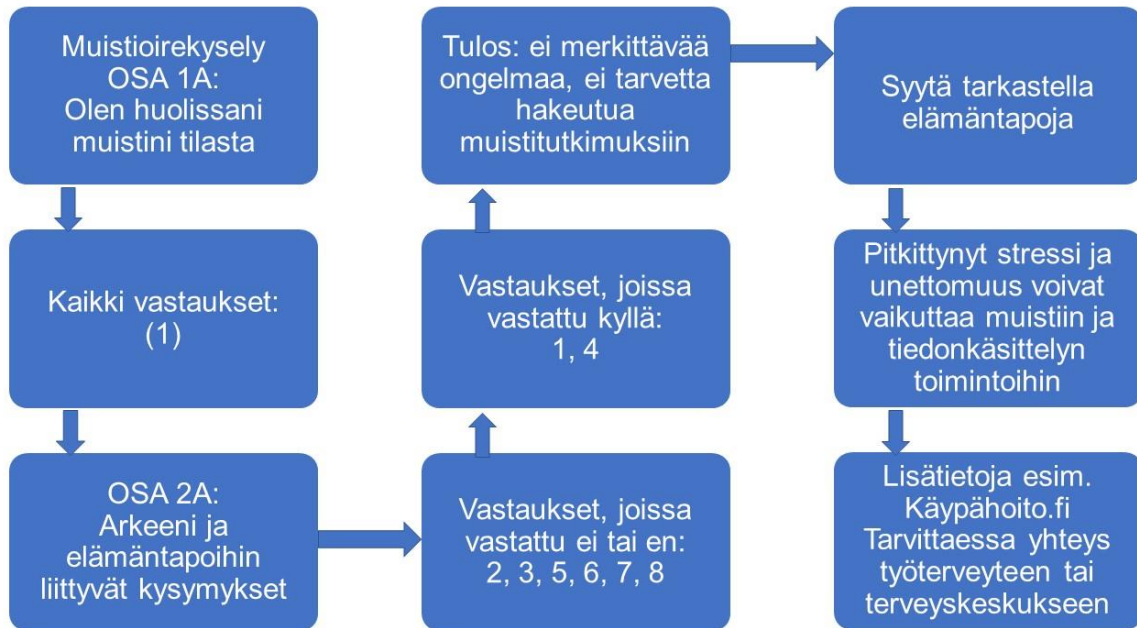 Muistioirekysely
OSA 1A:
Olen huolissani
muistini tilasta
Kaikki vastaukset:
(1)
OSA 2A:
Arkeeni ja
elämäntapoihin
liittyvät kysymykset
Vastaukset, joissa
vastattu ei tai en:
2, 3, 5, 6, 7, 8
Vastaukset, joissa
vastattu kyllä:
1, 4
Tulos: ei merkittävää
ongelmaa, ei tarvetta
hakeutua
muistitutkimuksiin
Syytä tarkastella
elämäntapoja
Pitkittynyt stressi ja
unettomuus voivat
vaikuttaa muistiin ja
tiedonkäsittelyn
toimintoihin
Lisätietoja esim.
Käypähoito.fi
Tarvittaessa yhteys
työterveyteen tai
terveyskeskukseen